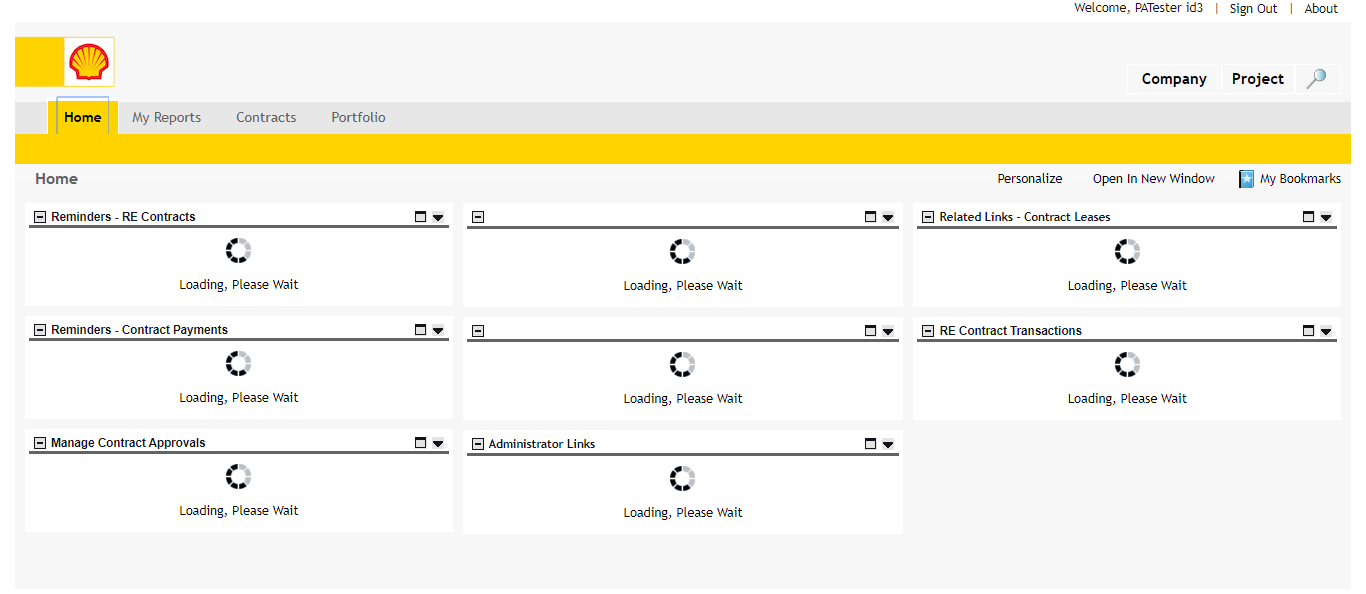 Welcome, PATester id3 | Sign Out | About
Company Project
Home My Reports Contracts Portfolio
Home Personalize Open In New Window My Bookmarks
Reminders - RE Contracts
Loading, Please Wait
Loading, Please Wait
Related Links - Contract Leases
Loading, Please Wait
Reminders - Contract Payments
Loading, Please Wait
Loading, Please Wait
RE Contract Transactions
Loading, Please Wait
Manage Contract Approvals
Loading, Please Wait
Administrator Links
Loading, Please Wait